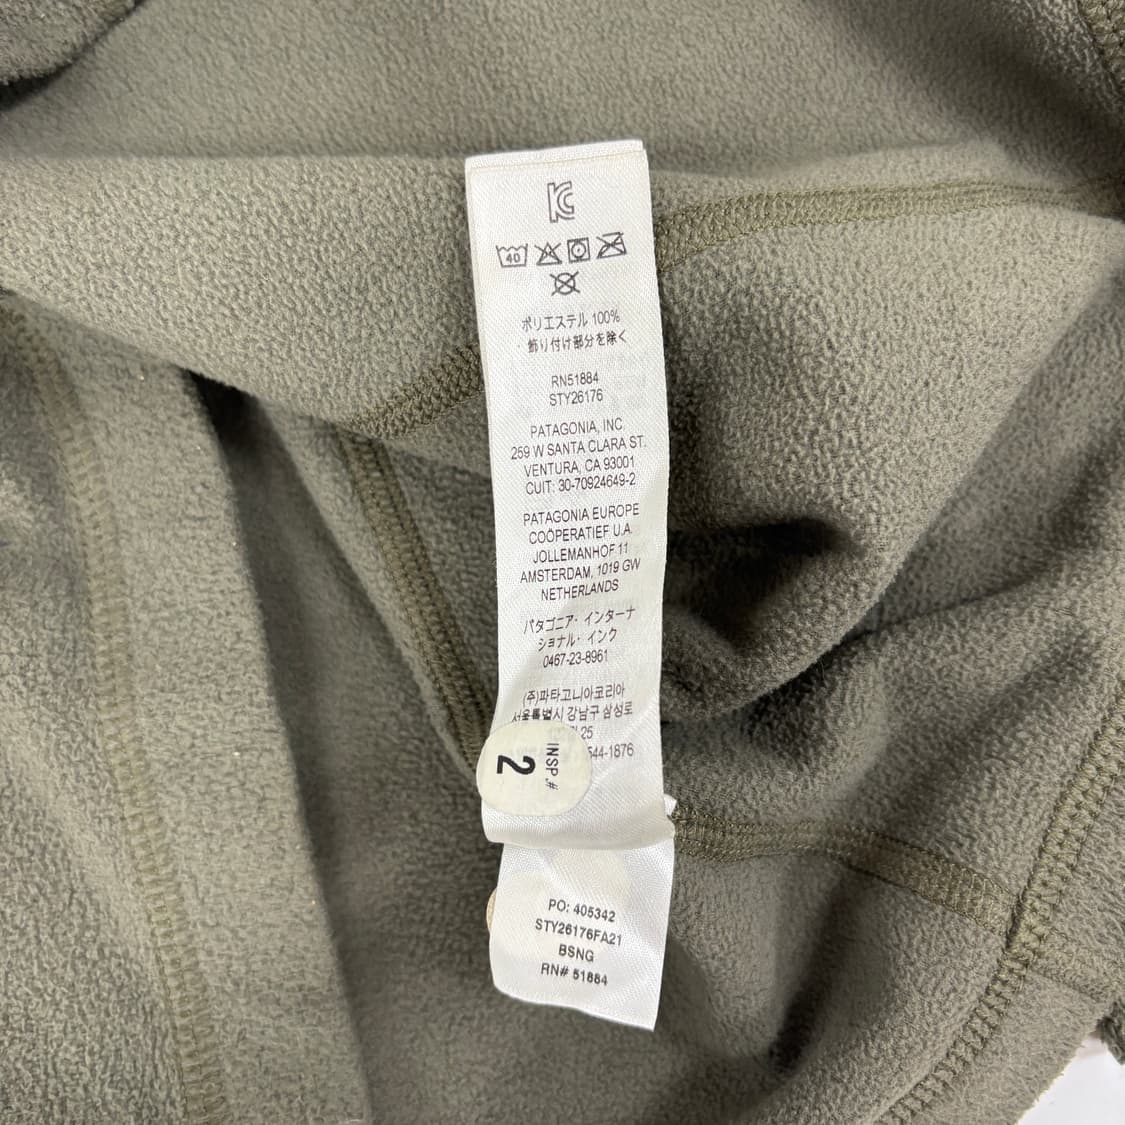 40
ポリエステル 100%
飾り付け部分を除く
RN51884
STY26176
PATAGONIA, INC
259 W SANTA CLARA ST.
VENTURA, CA 93001
CUIT: 30-70924649-2
PATAGONIA EUROPE
COÖPERATIEF U.A.
JOLLEMANHOF 11
AMSTERDAM, 1019 GW
NETHERLANDS
パタゴニア・インターナ
ショナル・インク
0467-23-8961
(주)파타고니아코리아
서울특별시 강남구 삼성로
25
544-1876
INSP.#
2
PO: 405342
STY26176FA21
BSNG
RN# 51884